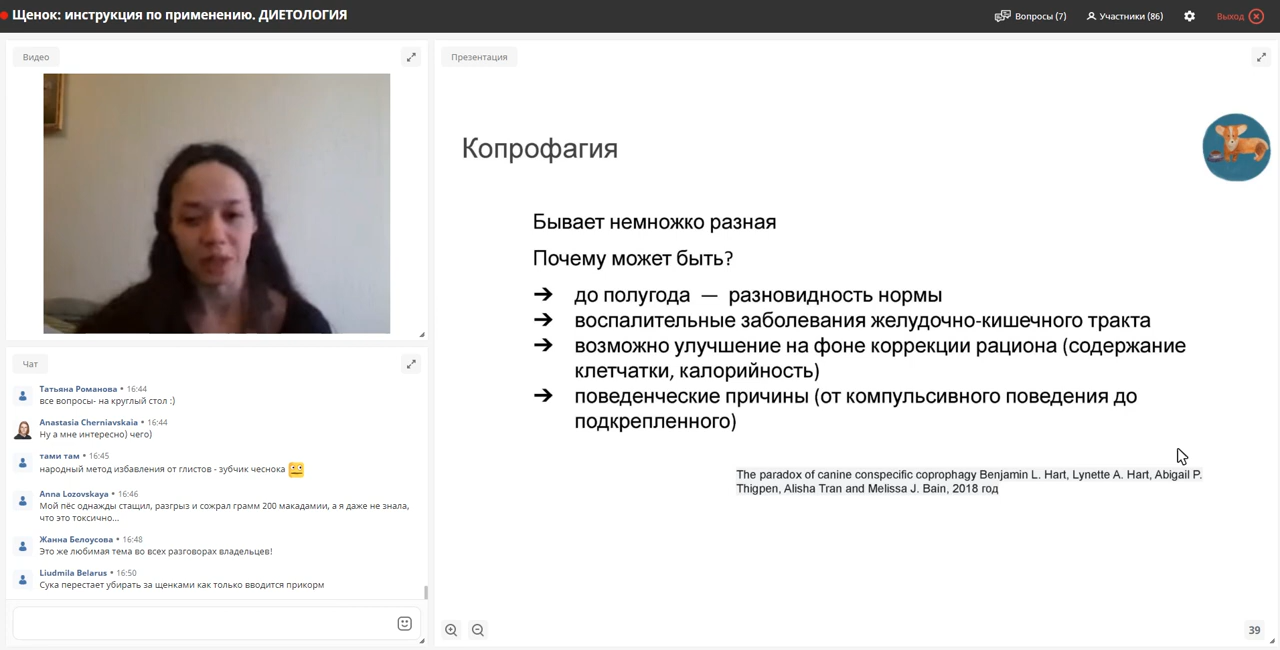 Щенок: инструкция по применению. ДИЕТОЛОГИЯ
Вопросы (7)
Участники (86)
Выход
Видео
Презентация
Копрофагия
Бывает немножко разная
Почему может быть?
➔ до полугода — разновидность нормы
➔ воспалительные заболевания желудочно-кишечного тракта
➔ возможно улучшение на фоне коррекции рациона (содержание
клетчатки, калорийность)
➔ поведенческие причины (от компульсивного поведения до
подкрепленного)
The paradox of canine conspecific coprophagy Benjamin L. Hart, Lynette A. Hart, Abigail P.
Thigpen, Alisha Tran and Melissa J. Bain, 2018 год
39
Чат
Татьяна Романова • 16:44
все вопросы- на круглый стол :)
Anastasia Cherniavskaia • 16:44
Ну а мне интересно) чего)
тами там • 16:45
народный метод избавления от глистов - зубчик чеснока
Anna Lozovskaya • 16:46
Мой пёс однажды стащил, разгрыз и сожрал грамм 200 макадамии, а я даже не знала,
что это токсично...
Жанна Белоусова • 16:48
Это же любимая тема во всех разговорах владельцев!
Liudmila Belarus • 16:50
Сука перестает убирать за щенками как только вводится прикорм